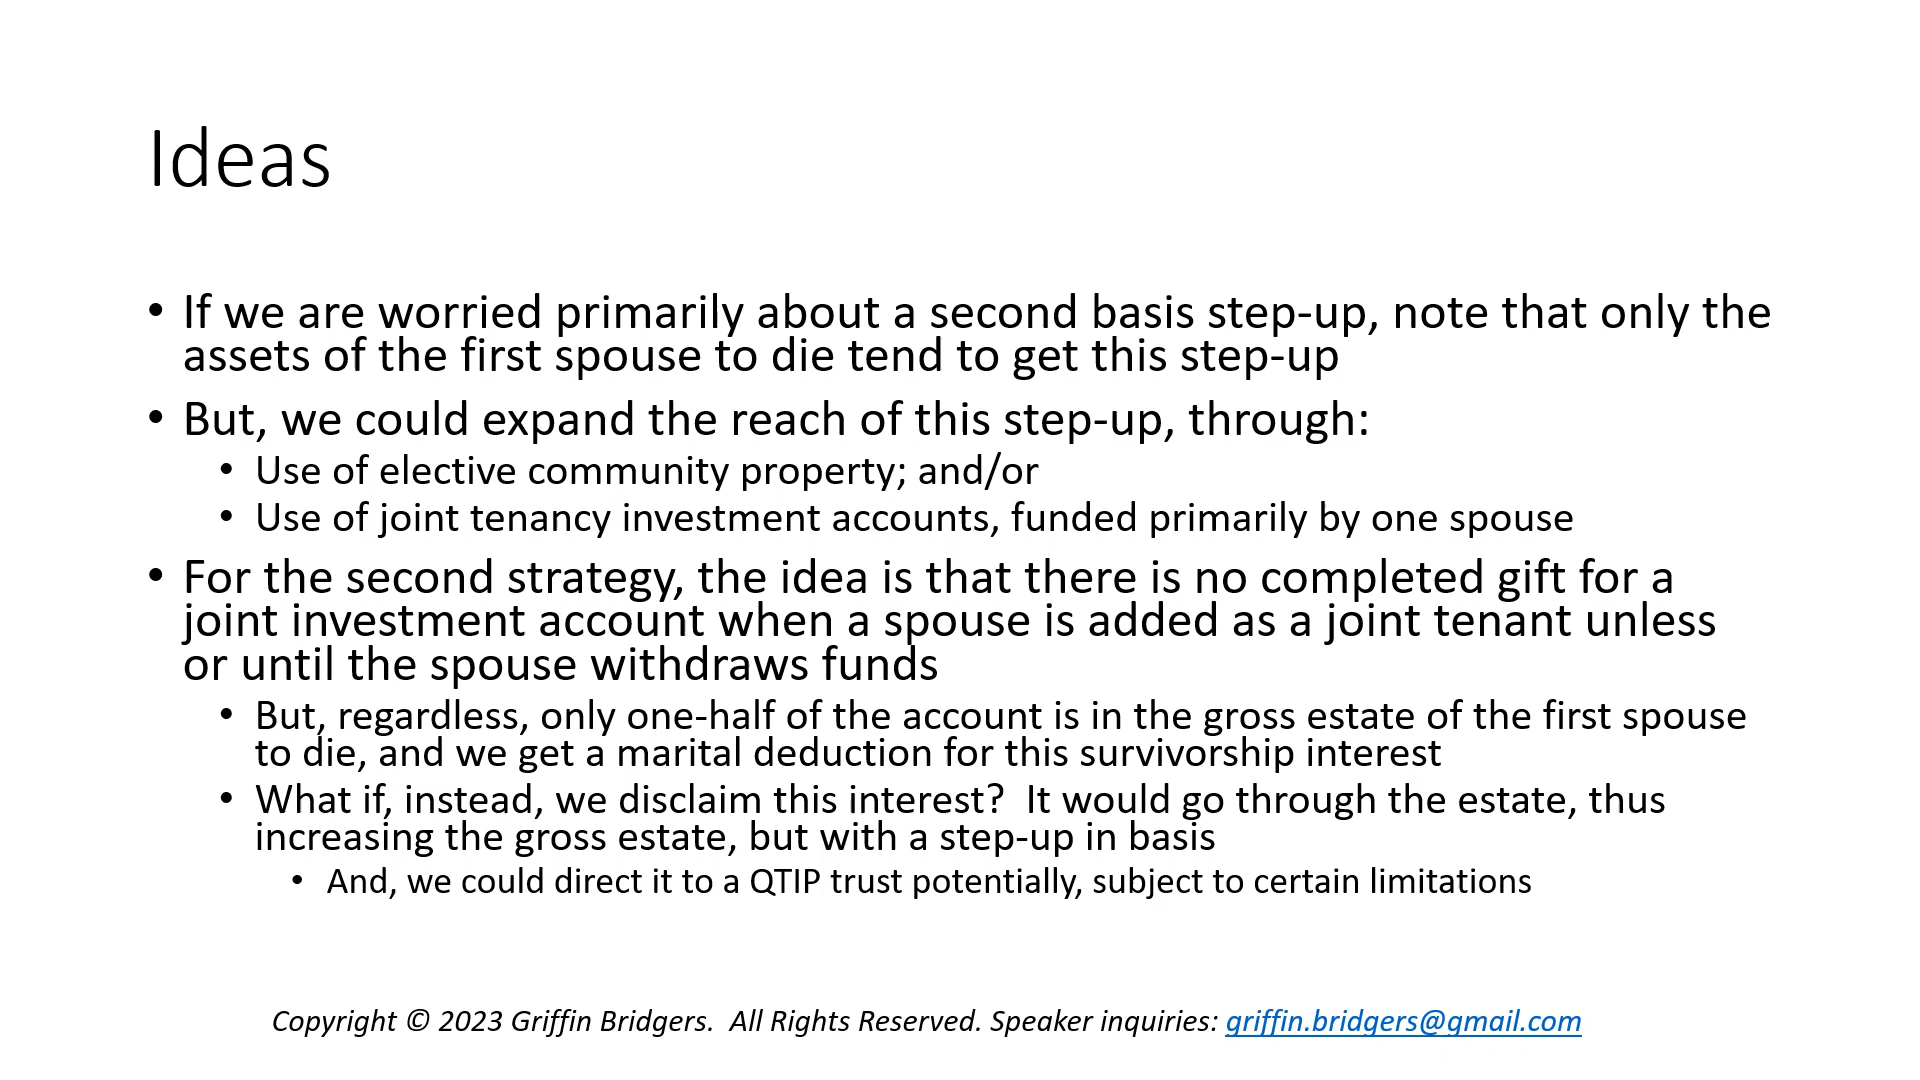 Ideas
• If we are worried primarily about a second basis step-up, note that only the
assets of the first spouse to die tend to get this step-up
• But, we could expand the reach of this step-up, through:
• Use of elective community property; and/or
• Use of joint tenancy investment accounts, funded primarily by one spouse
• For the second strategy, the idea is that there is no completed gift for a
joint investment account when a spouse is added as a joint tenant unless
or until the spouse withdraws funds
• But, regardless, only one-half of the account is in the gross estate of the first spouse
to die, and we get a marital deduction for this survivorship interest
• What if, instead, we disclaim this interest?  It would go through the estate, thus
increasing the gross estate, but with a step-up in basis
• And, we could direct it to a QTIP trust potentially, subject to certain limitations
Copyright © 2023 Griffin Bridgers.  All Rights Reserved. Speaker inquiries: griffin.bridgers@gmail.com